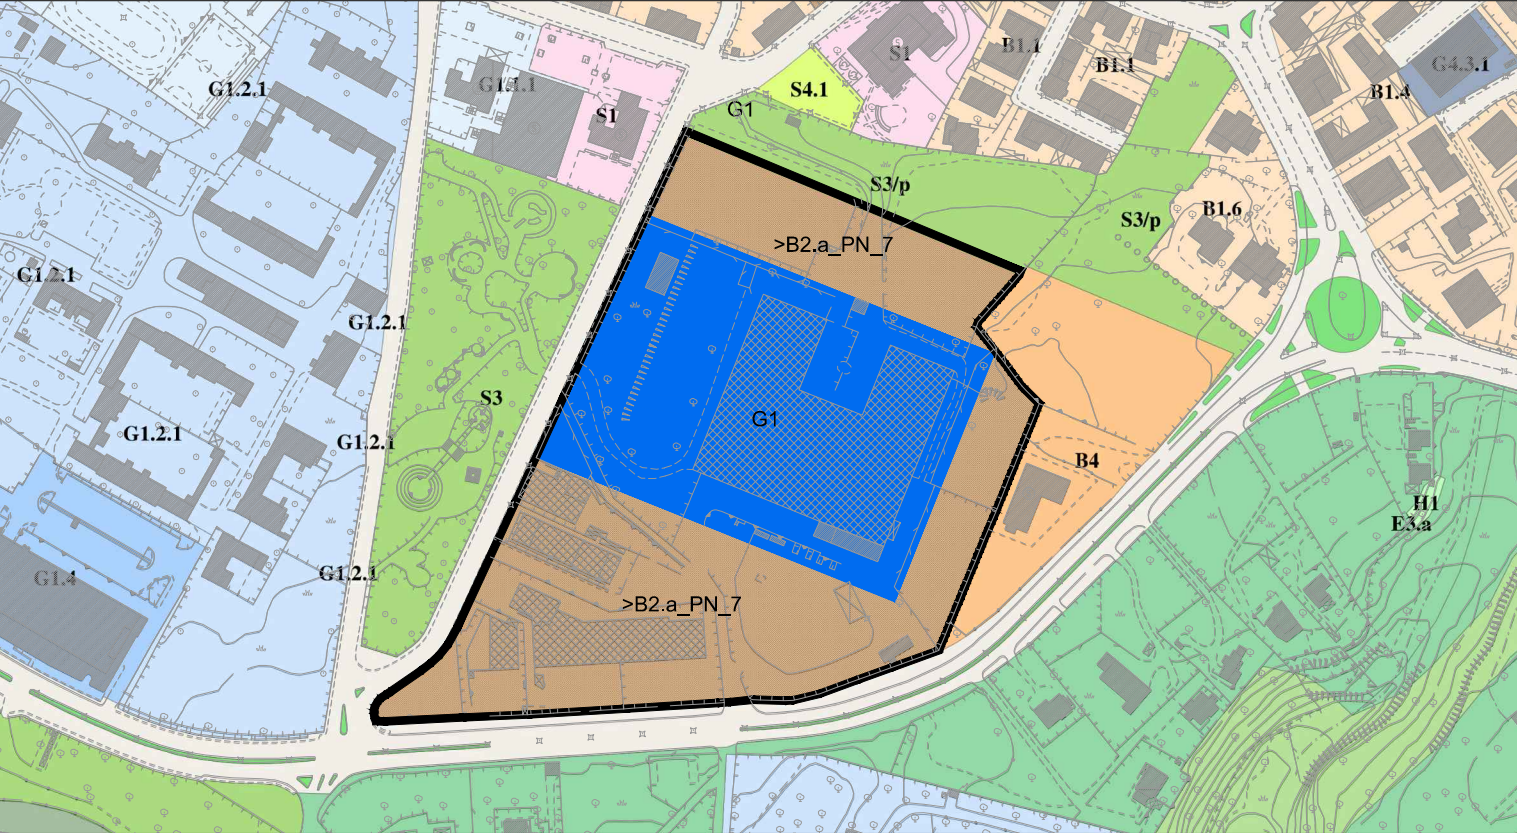 S1
B1.1
B1.1
G4.3.1
G1.2.1
G1.1.1
S4.1
B1.4
G1
S1
S3/p
B1.6
S3/p
>B2.a_PN_7
G1.2.1
G1.2.1
S3
G1
G1.2.1
G1.2.1
B4
H1
E3.a
G1.4
G1.2.1
>B2.a_PN_7